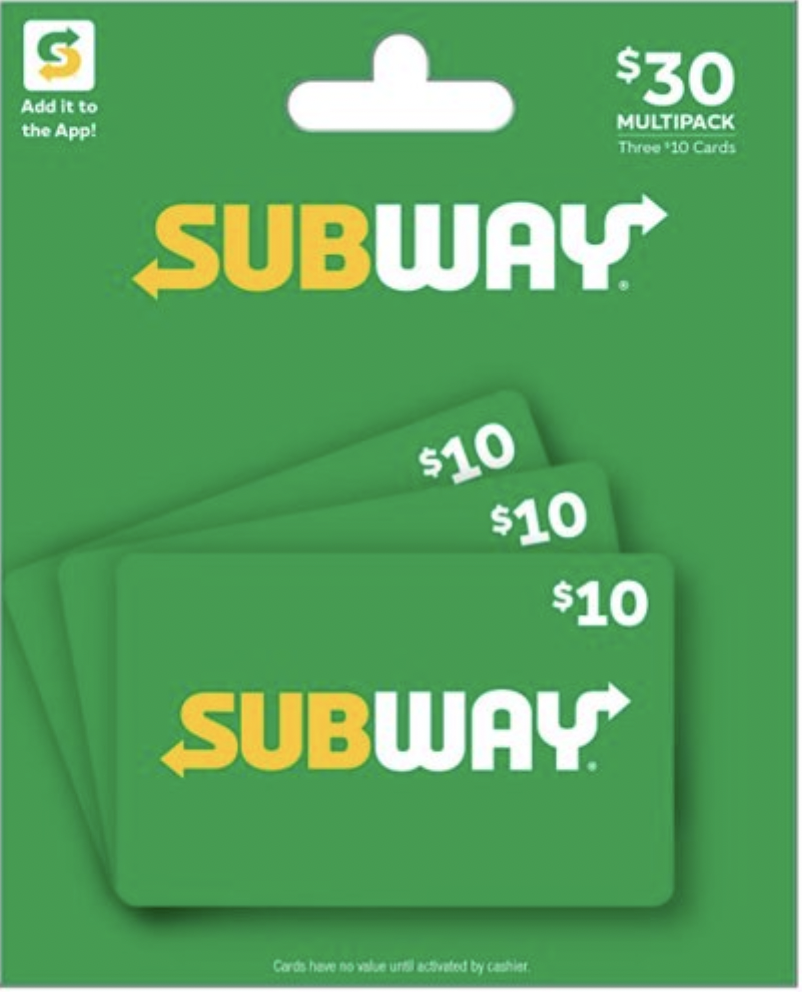 Add it to
the App!
$30
MULTIPACK
Three $10 Cards
SUBWAY®
$10
$10
$10
SUBWAY®
Cards have no value until activated by cashier.